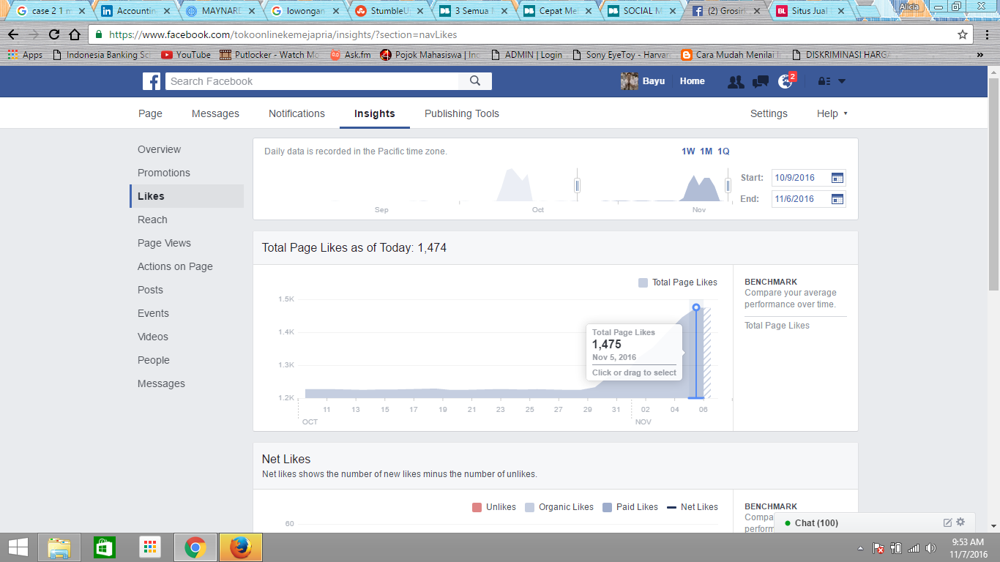 case 2 1 m
Accountin
MAYNARD
lowongan
StumbleU
3 Semua
Cepat Me
SOCIAL M
(2) Grosir
Situs Jual
Alicia
https://www.facebook.com/tokoonlinekemejapria/insights/?section=navLikes
Apps
Indonesia Banking Sc
YouTube
Putlocker - Watch Mo
Ask.fm
Pojok Mahasiswa | In
ADMIN | Login
Sony EyeToy - Harvar
Cara Mudah Menilai
DISKRIMINASI HARGA
»
Search Facebook
Bayu
Home
2
Page
Messages
Notifications
Insights
Publishing Tools
Settings
Help
Overview
Promotions
Likes
Reach
Page Views
Actions on Page
Posts
Events
Videos
People
Messages
Daily data is recorded in the Pacific time zone.
1W 1M 1Q
Start: 10/9/2016
End: 11/6/2016
Sep Oct Nov
Total Page Likes as of Today: 1,474
Total Page Likes
1.5K
1.4K
1.3K
1.2K
Total Page Likes
1,475
Nov 5, 2016
Click or drag to select
11 13 15 17 19 21 23 25 27 29 31 02 04 06
OCT NOV
BENCHMARK
Compare your average
performance over time.
Total Page Likes
Net Likes
Net likes shows the number of new likes minus the number of unlikes.
Unlikes Organic Likes Paid Likes Net Likes
60
BENCHMARK
Compa
perform
Chat (100)
9:53 AM
11/7/2016